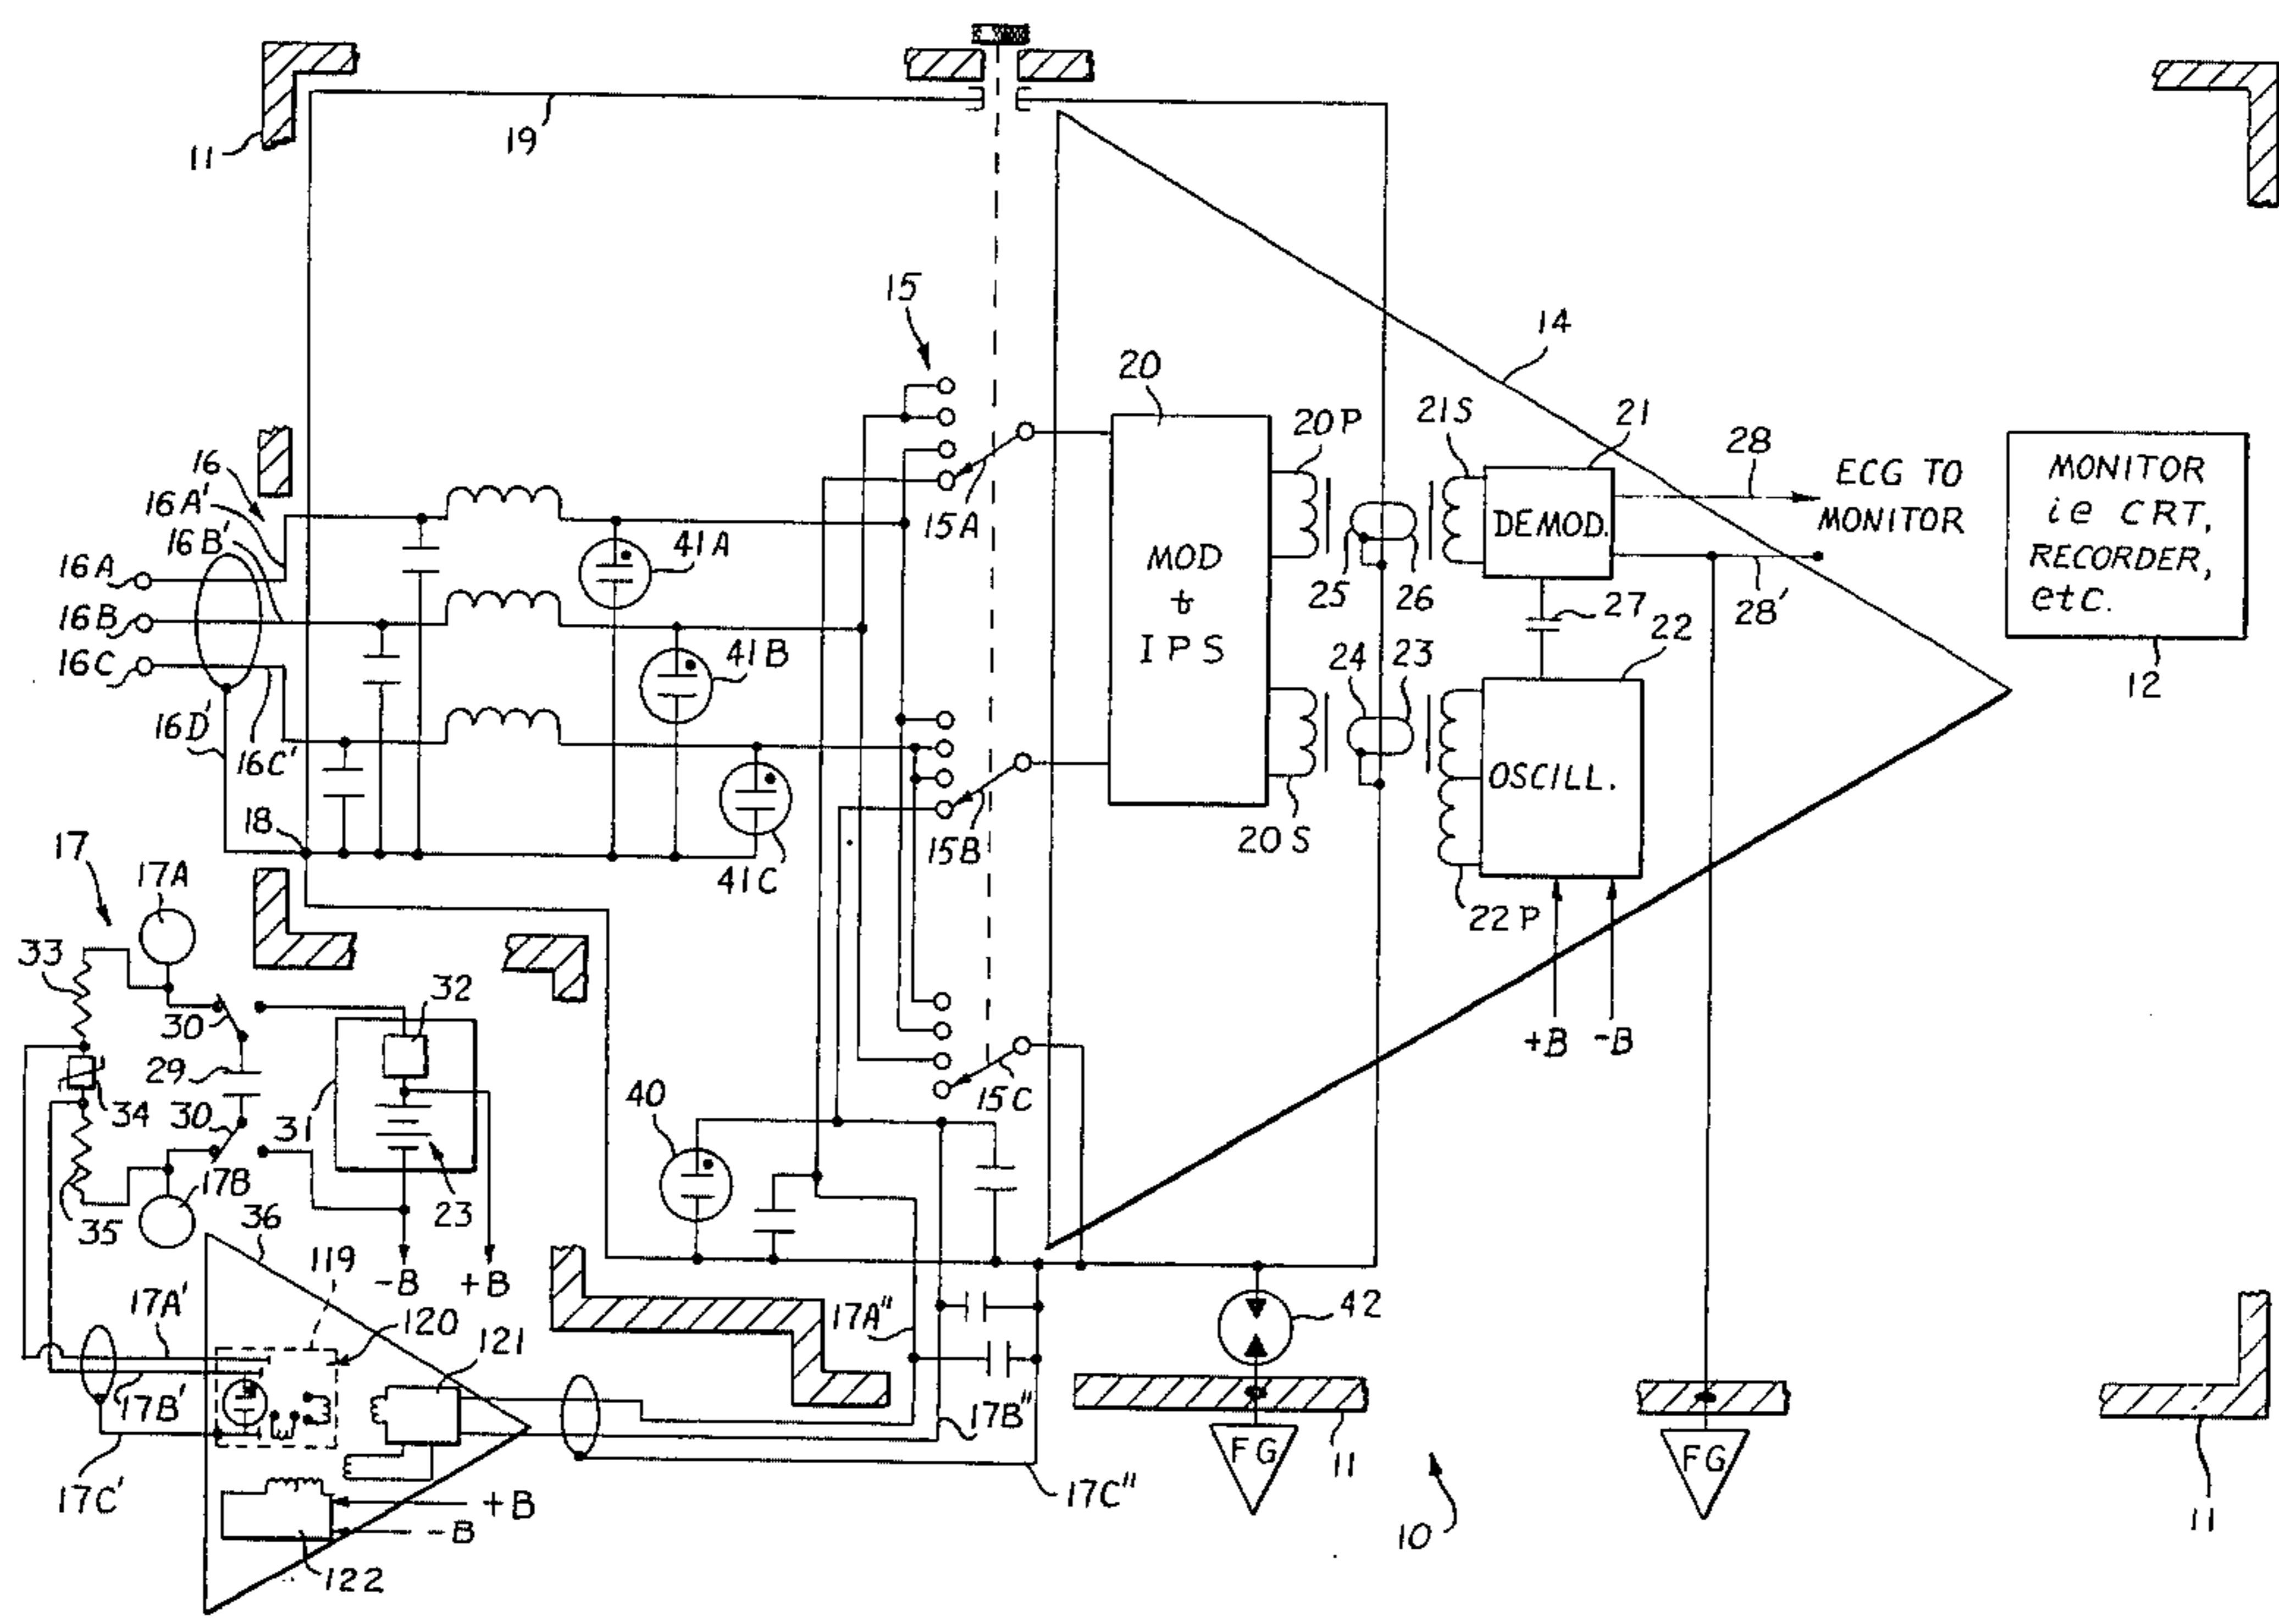 11
19
15
14
20
20P
21S
21
28
ECG TO
MONITOR
MONITOR
ie CRT,
RECORDER,
etc.
12
16
16A'
16B'
16A
16B
16C
16D'
16C'
41A
41B
41C
15A
15B
15C
MOD
&
IPS
25
26
DEMOD.
27
28'
22
24
23
OSCILL.
20S
22P
+B
-B
18
17
17A
33
30
32
29
34
30
31
17B
35
36
23
-B
+B
40
119
17A'
17B'
17C'
120
121
122
+B
-B
17A"
17B"
17C"
42
FG
11
10
FG
11